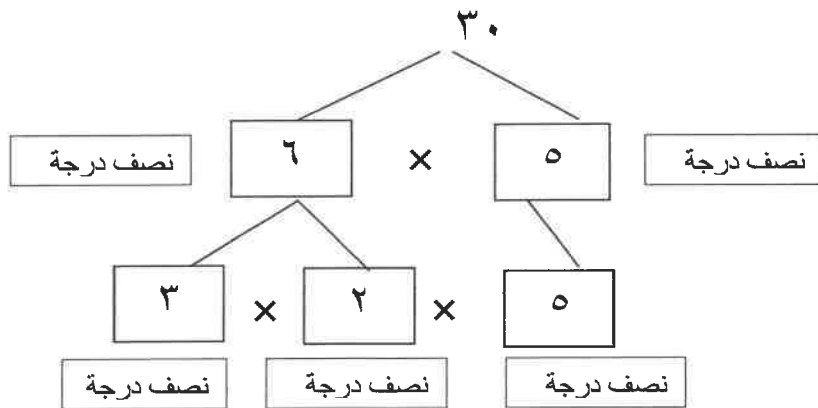 ٣٠
نصف درجة ٥ × ٦ نصف درجة
٥ × ٢ × ٣
نصف درجة نصف درجة نصف درجة